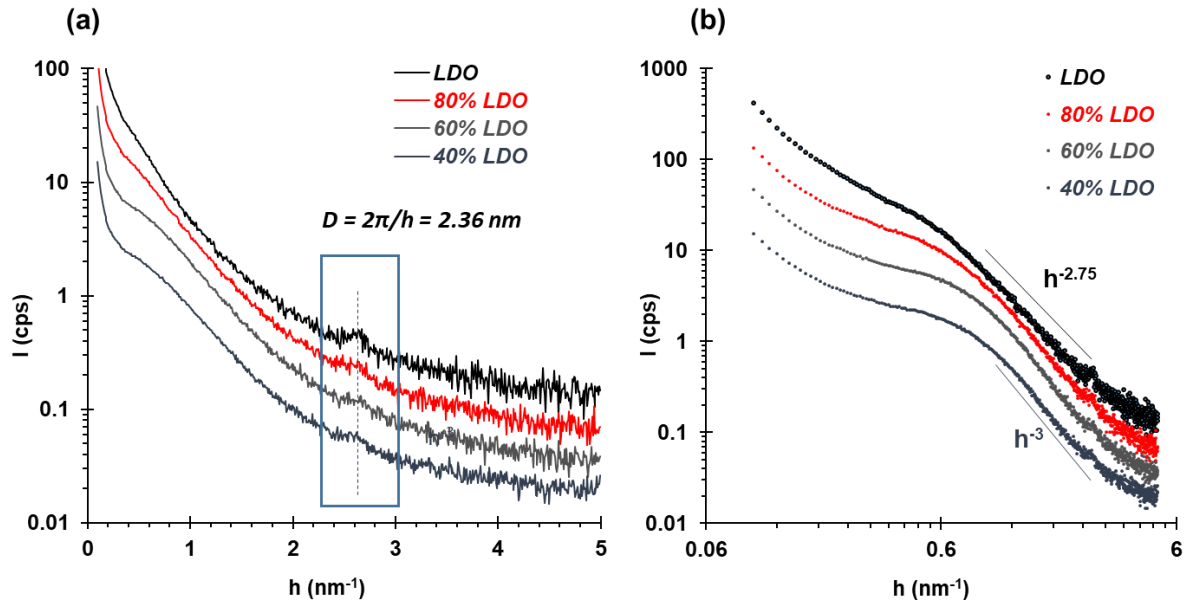 (a)
LDO
80% LDO
60% LDO
40% LDO
D = 2π/h = 2.36 nm
100
10
1
0.1
0.01
I (cps)
0 1 2 3 4 5
h (nm⁻¹)
(b)
LDO
80% LDO
60% LDO
40% LDO
h⁻²·⁷⁵
h⁻³
1000
100
10
1
0.1
0.01
I (cps)
0.06 0.6 6
h (nm⁻¹)